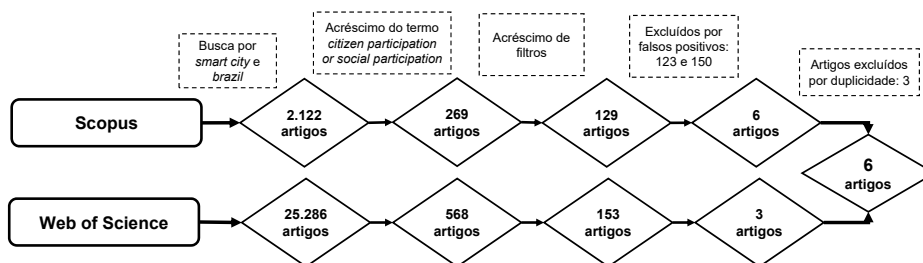 Busca por
smart city e
brazil
Acréscimo do termo
citizen participation
or social participation
Acréscimo de
filtros
Excluídos por
falsos positivos:
123 e 150
Artigos excluídos
por duplicidade: 3
Scopus
2.122
artigos
269
artigos
129
artigos
6
artigos
6
artigos
Web of Science
25.286
artigos
568
artigos
153
artigos
3
artigos